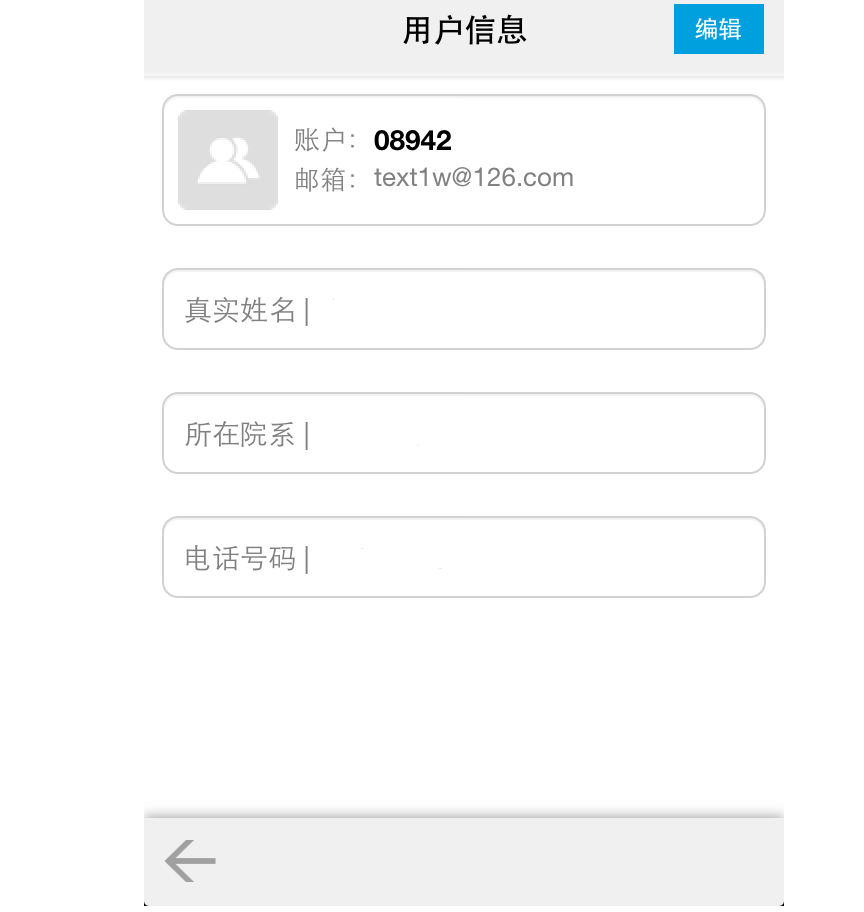 用户信息
编辑
账户：08942
邮箱：text1w@126.com
真实姓名|
所在院系|
电话号码|